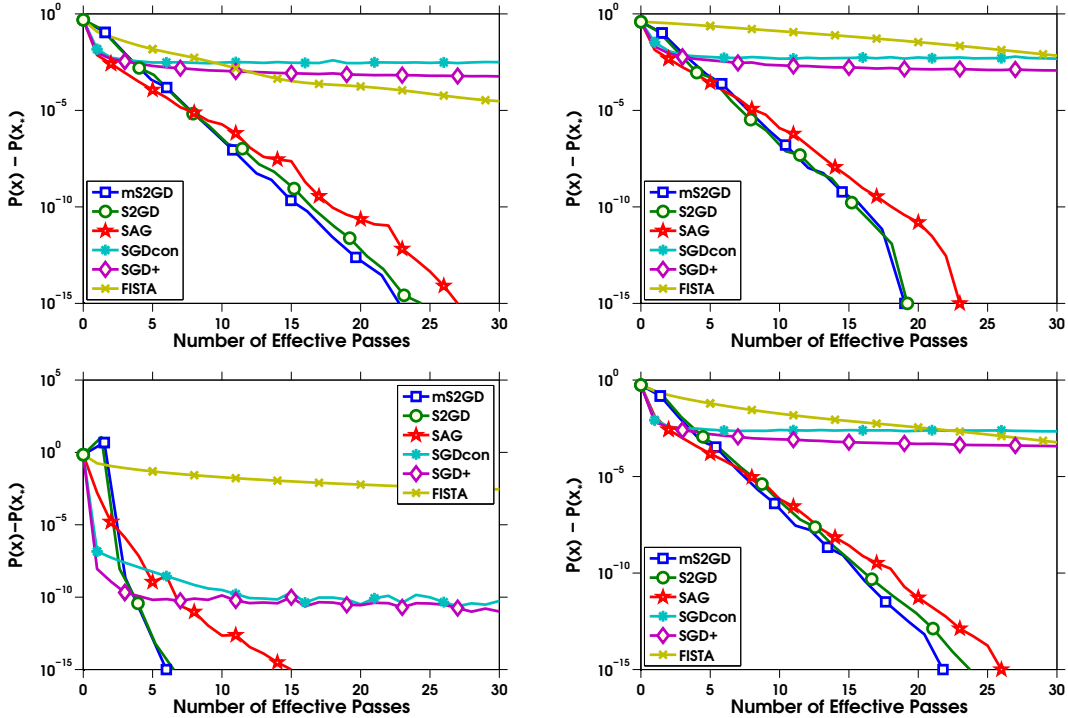 P(x) − P(x*)
10^0
10^−5
10^−10
10^−15
mS2GD
S2GD
SAG
SGDcon
SGD+
FISTA
0 5 10 15 20 25 30
Number of Effective Passes
P(x) − P(x*)
10^0
10^−5
10^−10
10^−15
mS2GD
S2GD
SAG
SGDcon
SGD+
FISTA
0 5 10 15 20 25 30
Number of Effective Passes
P(x)−P(x*)
10^5
10^0
10^−5
10^−10
10^−15
mS2GD
S2GD
SAG
SGDcon
SGD+
FISTA
0 5 10 15 20 25 30
Number of Effective Passes
P(x) − P(x*)
10^0
10^−5
10^−10
10^−15
mS2GD
S2GD
SAG
SGDcon
SGD+
FISTA
0 5 10 15 20 25 30
Number of Effective Passes